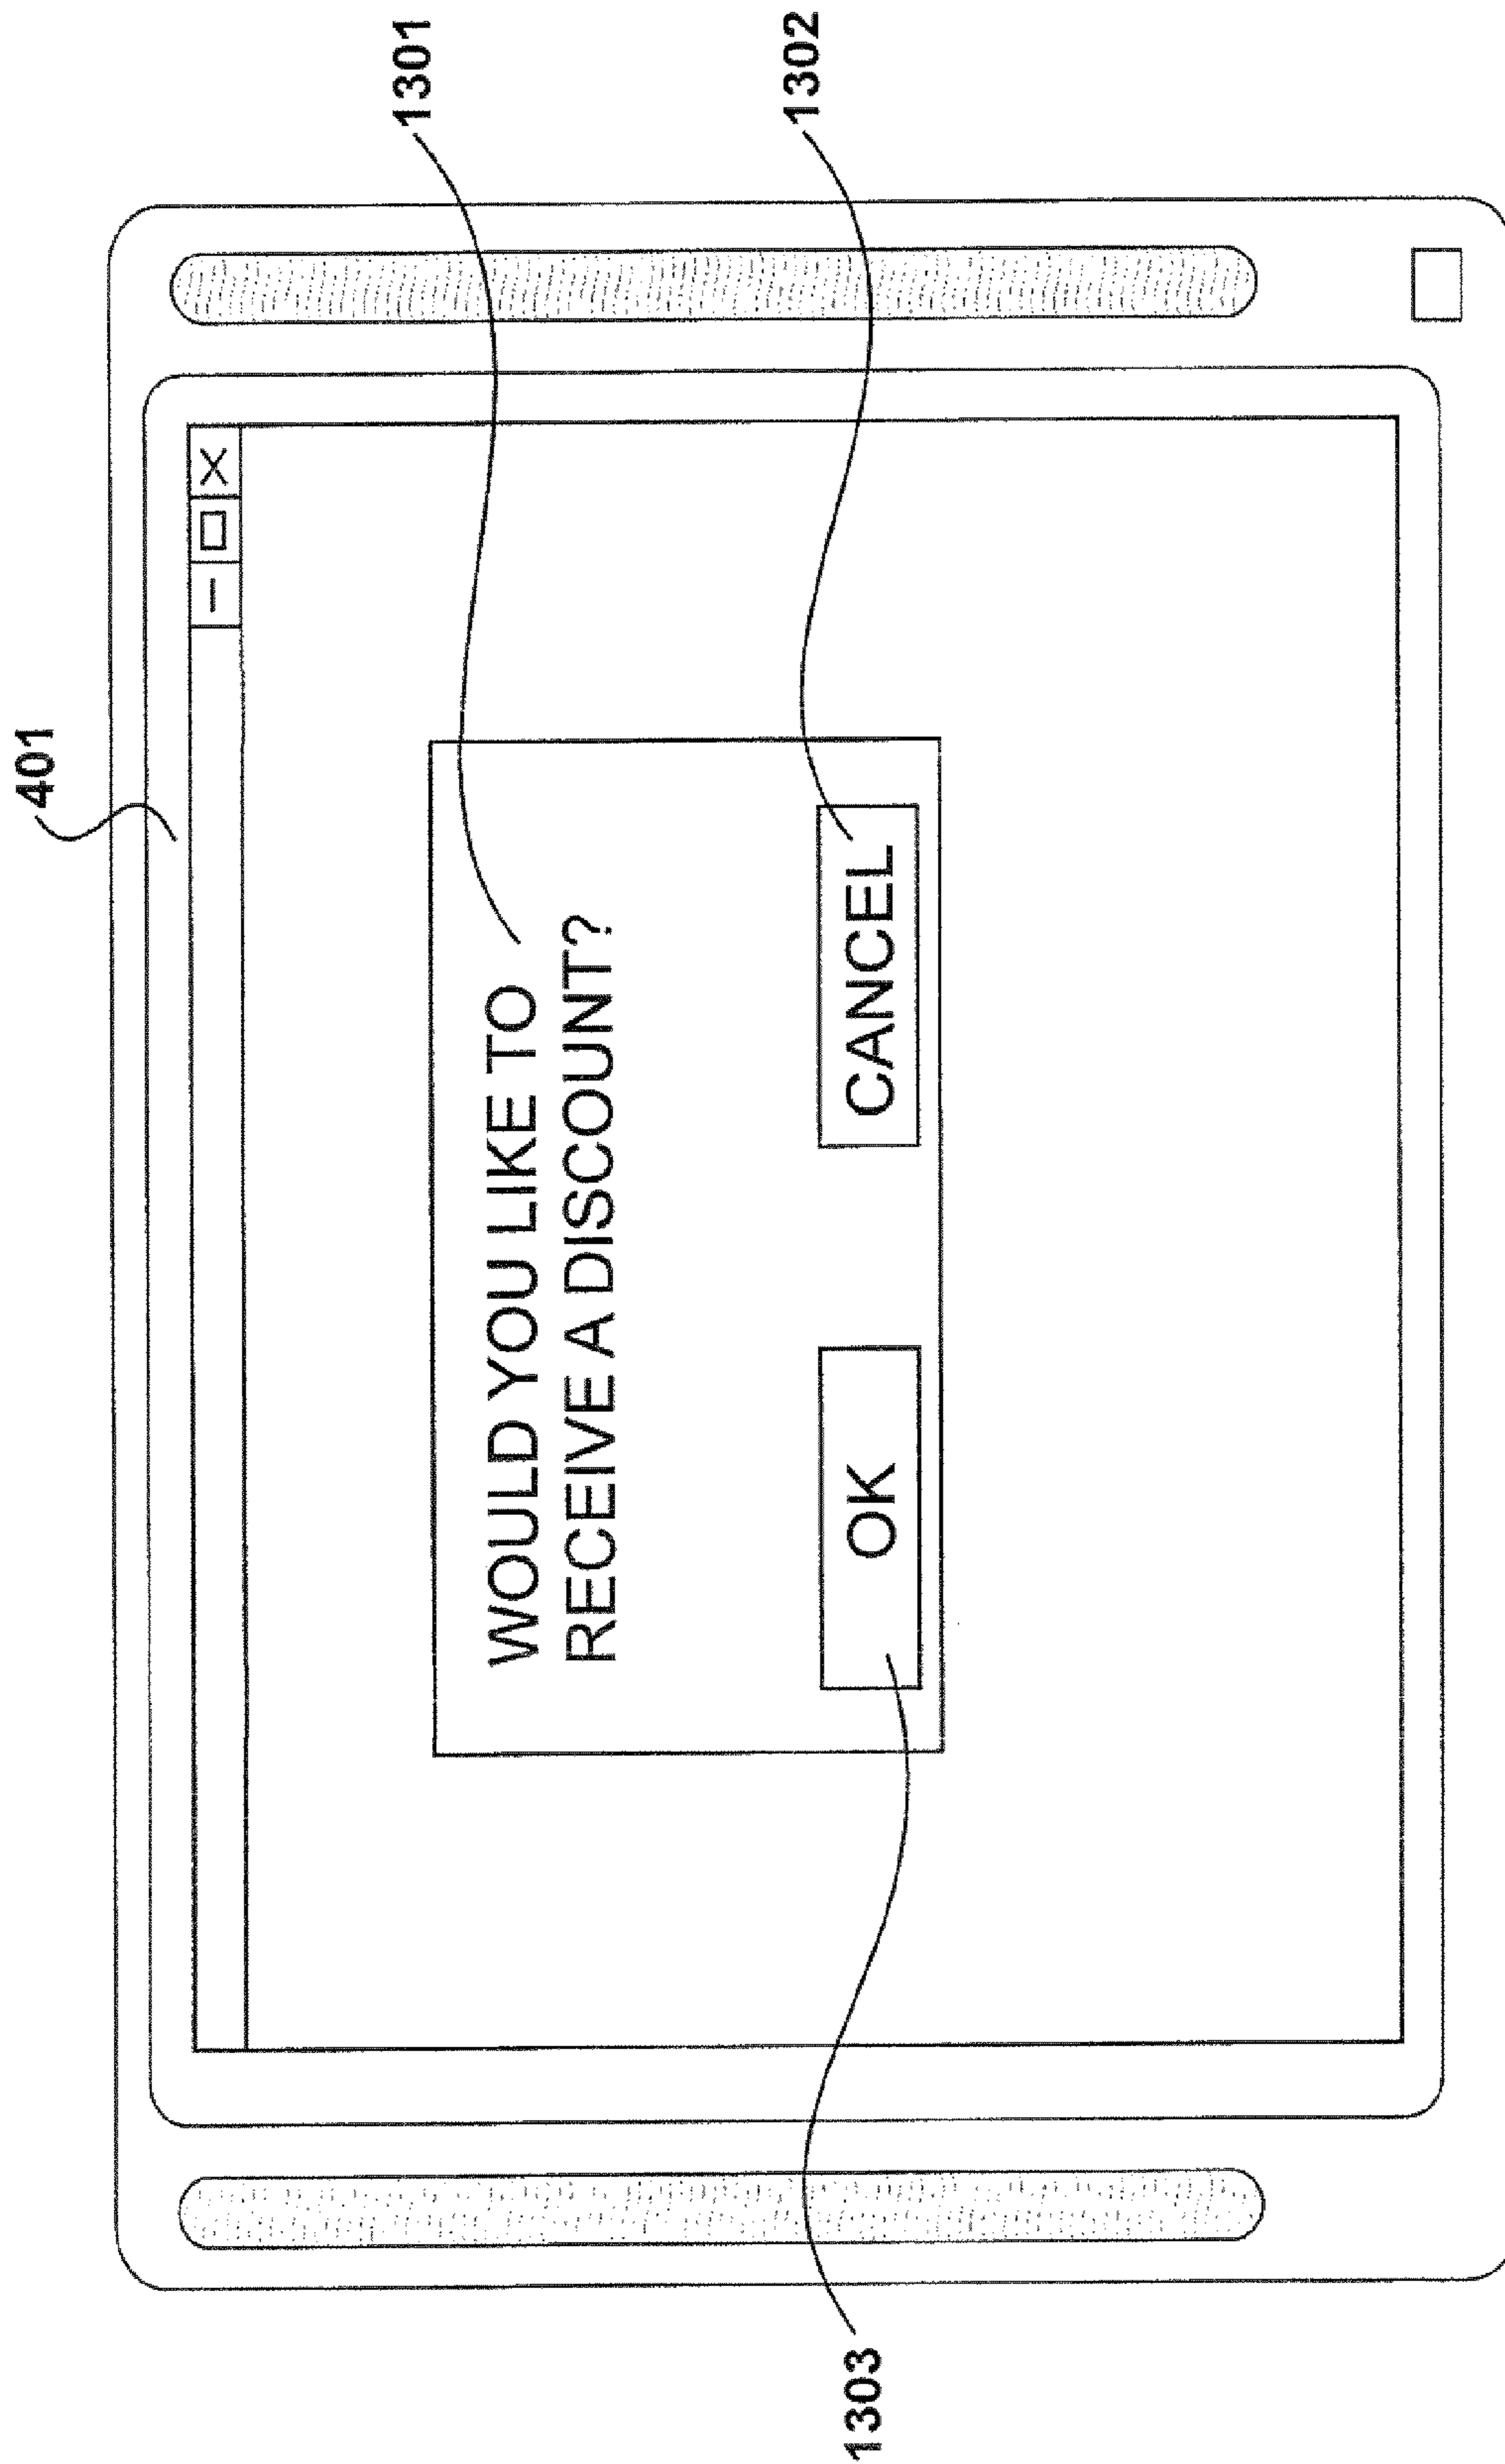 401
1301
WOULD YOU LIKE TO
RECEIVE A DISCOUNT?
OK
CANCEL
1302
1303